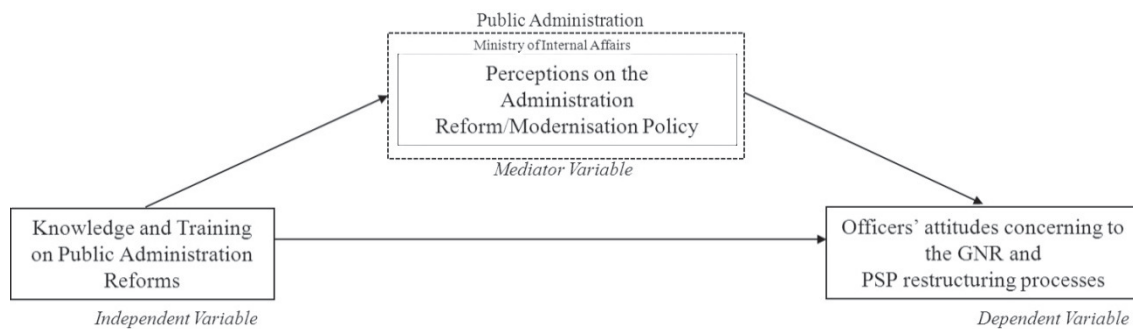 Public Administration
Ministry of Internal Affairs
Perceptions on the
Administration
Reform/Modernisation Policy
Mediator Variable
Knowledge and Training
on Public Administration
Reforms
Independent Variable
Officers' attitudes concerning to
the GNR and
PSP restructuring processes
Dependent Variable